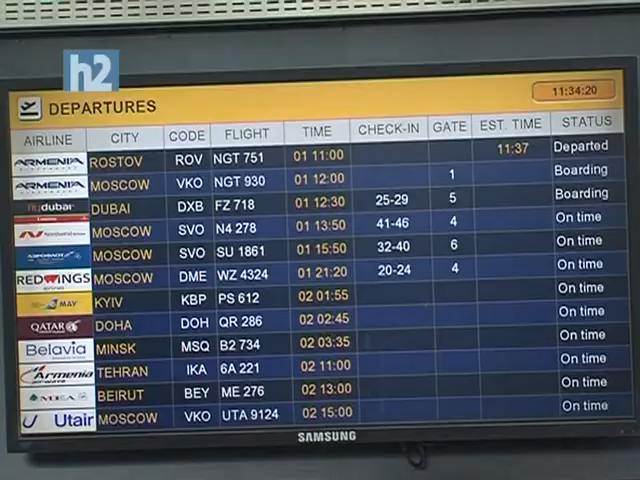 h2
DEPARTURES 11:34:20
AIRLINE CITY CODE FLIGHT TIME CHECK-IN GATE EST. TIME STATUS
ARMENIA ROSTOV ROV NGT 751 01 11:00 11:37 Departed
ARMENIA MOSCOW VKO NGT 930 01 12:00 1 Boarding
flydubai DUBAI DXB FZ 718 01 12:30 25-29 5 Boarding
MOSCOW SVO N4 278 01 13:50 41-46 4 On time
MOSCOW SVO SU 1861 01 15:50 32-40 6 On time
REDWINGS MOSCOW DME WZ 4324 01 21:20 20-24 4 On time
MAY KYIV KBP PS 612 02 01:55 On time
QATAR DOHA DOH QR 286 02 02:45 On time
Belavia MINSK MSQ B2 734 02 03:35 On time
Armenia TEHRAN IKA 6A 221 02 11:00 On time
MEA BEIRUT BEY ME 276 02 13:00 On time
Utair MOSCOW VKO UTA 9124 02 15:00 On time
SAMSUNG